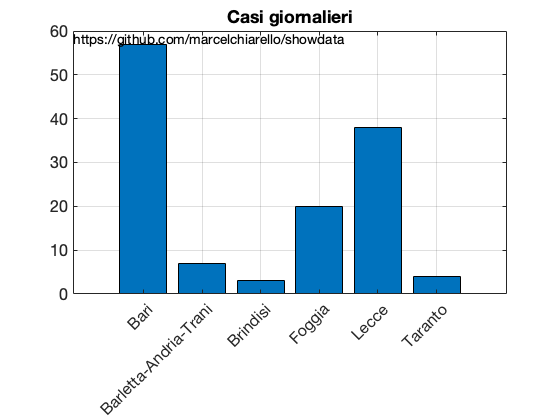 Casi giornalieri
https://github.com/marcelchiarello/showdata
60
50
40
30
20
10
0
Bari
Barletta-Andria-Trani
Brindisi
Foggia
Lecce
Taranto